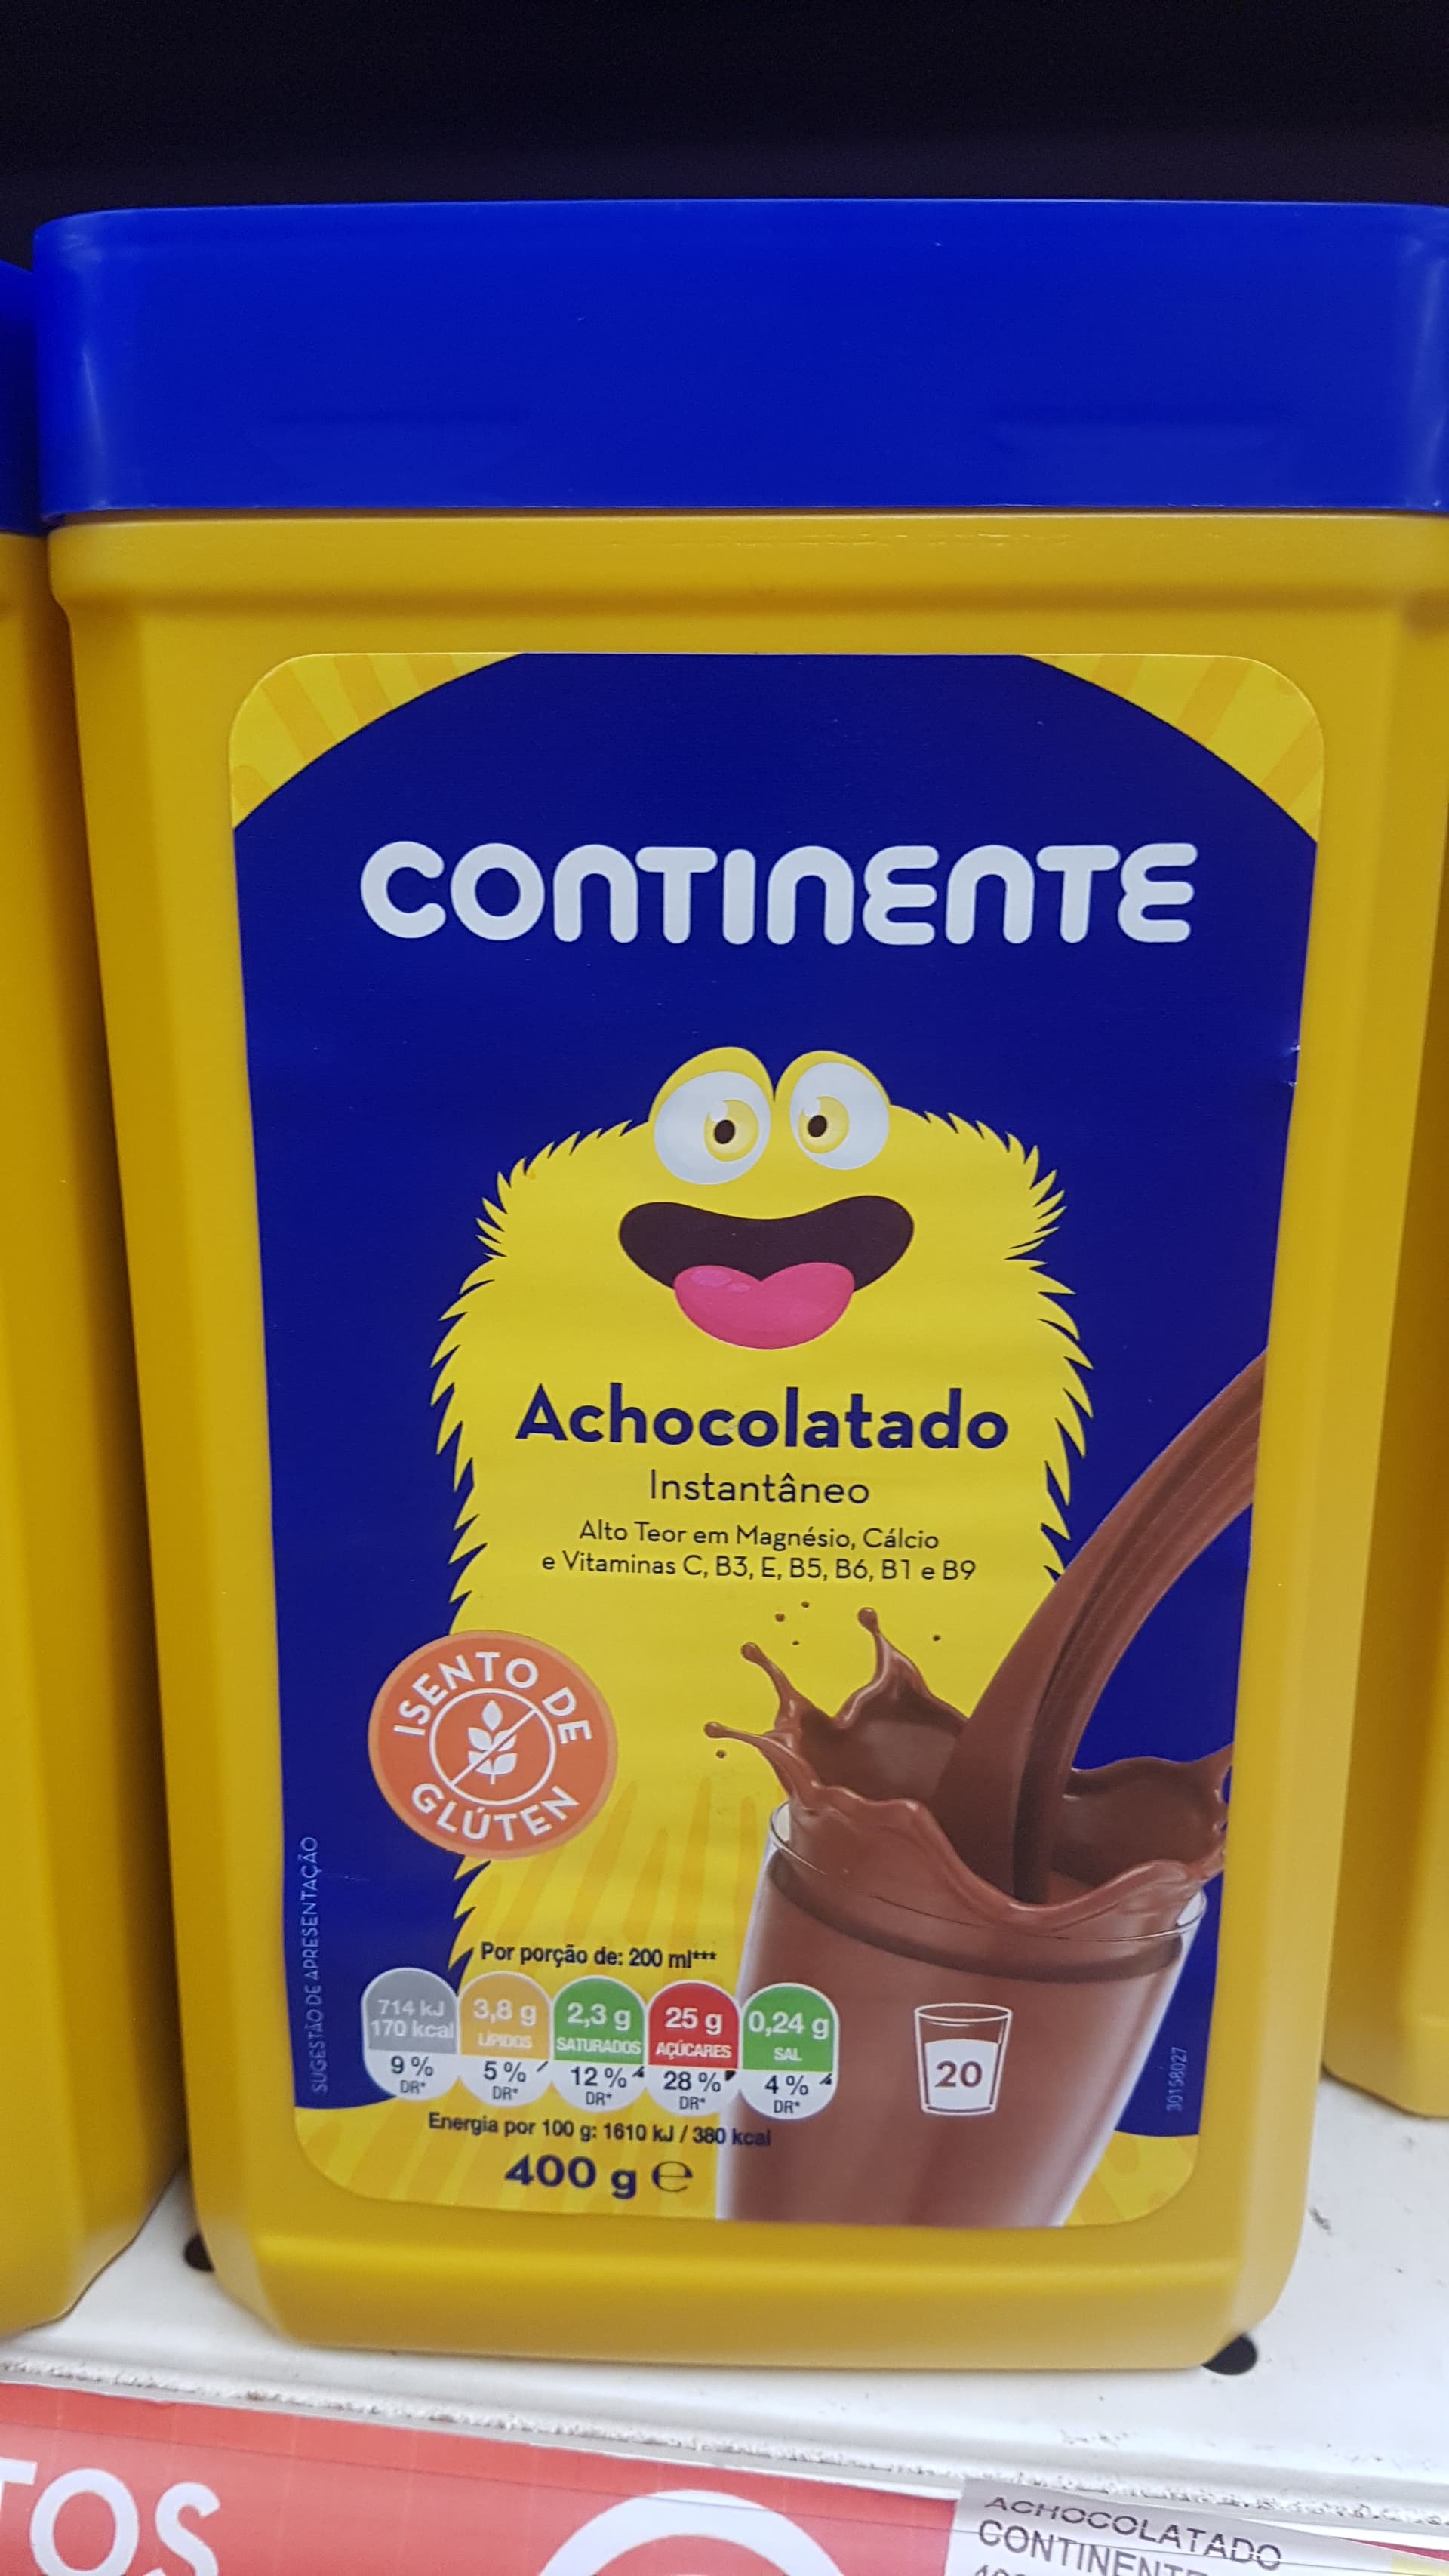 CONTINENTE
Achocolatado
Instantâneo
Alto Teor em Magnésio, Cálcio
e Vitaminas C, B3, E, B5, B6, B1 e B9
ISENTO DE
GLÚTEN
SUGESTÃO DE APRESENTAÇÃO
Por porção de: 200 ml***
714 kJ
170 kcal
9 %
DR*
3,8 g
LÍPIDOS
5 %
DR*
2,3 g
SATURADOS
12 %
DR*
25 g
AÇÚCARES
28 %
DR*
0,24 g
SAL
4 %
DR*
20
30158027
Energia por 100 g: 1610 kJ / 380 kcal
400 g ℮
TOS
ACHOCOLATADO
CONTINENTE